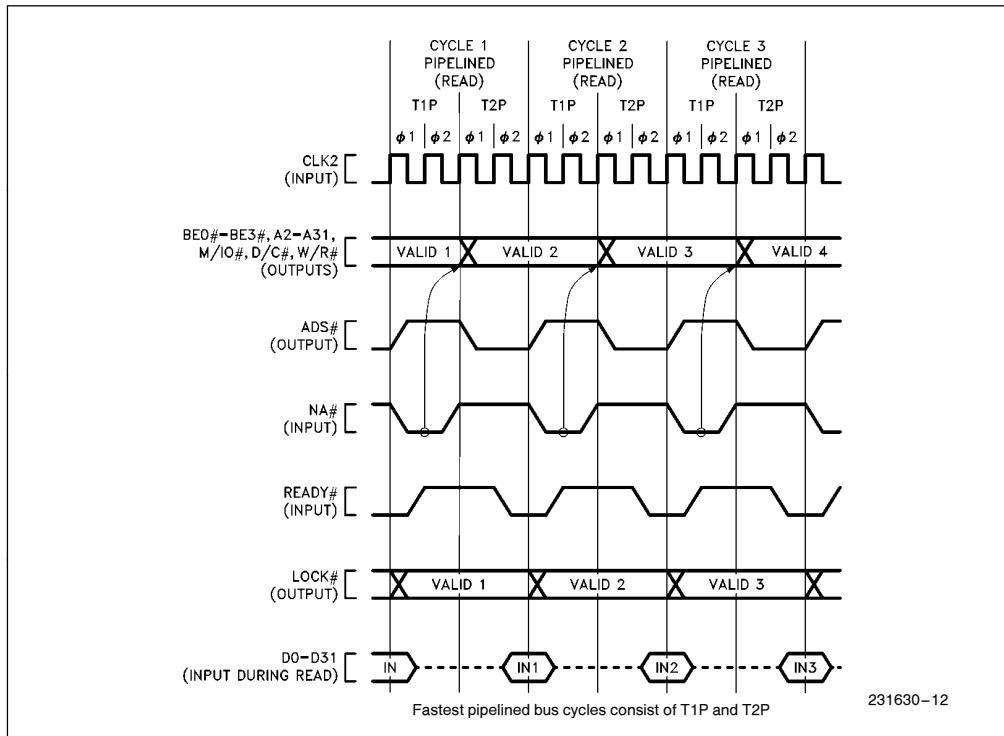 CYCLE 1 CYCLE 2 CYCLE 3
PIPELINED PIPELINED PIPELINED
(READ) (READ) (READ)
T1P T2P T1P T2P T1P T2P
ϕ1 ϕ2 ϕ1 ϕ2 ϕ1 ϕ2 ϕ1 ϕ2 ϕ1 ϕ2 ϕ1 ϕ2
CLK2
(INPUT)
BE0#-BE3#, A2-A31,
M/IO#, D/C#, W/R#
(OUTPUTS)
VALID 1 VALID 2 VALID 3 VALID 4
ADS#
(OUTPUT)
NA#
(INPUT)
READY#
(INPUT)
LOCK#
(OUTPUT)
VALID 1 VALID 2 VALID 3
D0-D31
(INPUT DURING READ)
IN IN1 IN2 IN3
231630-12
Fastest pipelined bus cycles consist of T1P and T2P